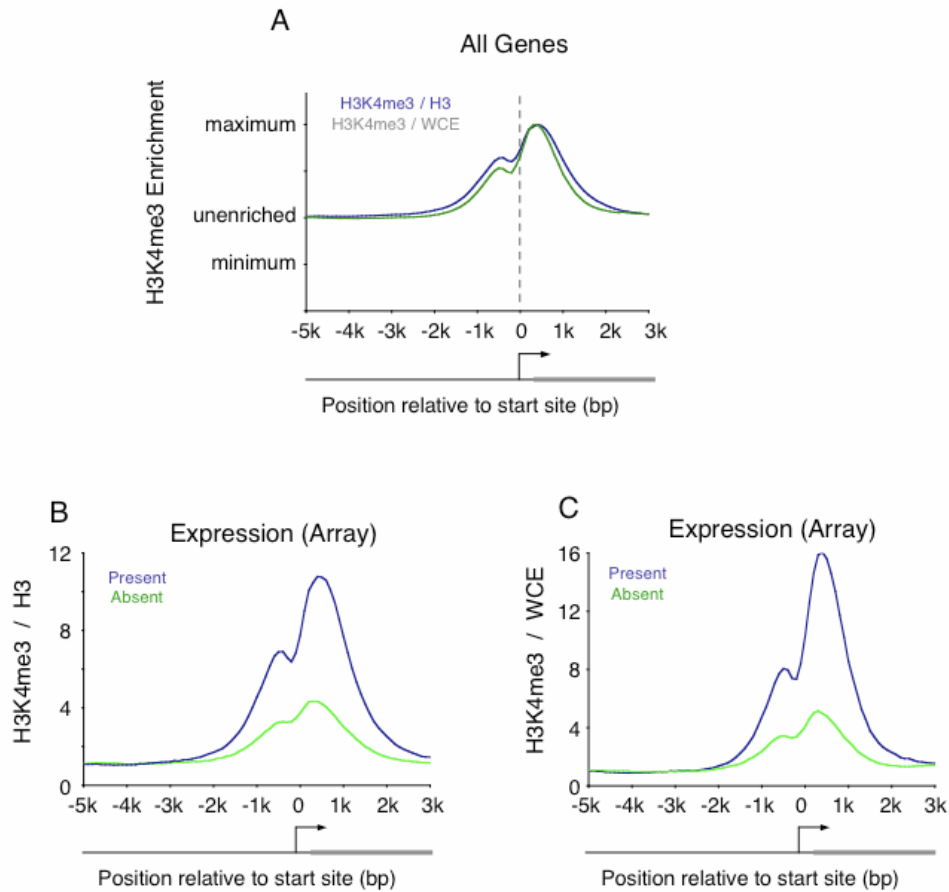 A
All Genes
H3K4me3 Enrichment
H3K4me3 / H3
H3K4me3 / WCE
maximum
unenriched
minimum
-5k -4k -3k -2k -1k 0 1k 2k 3k
Position relative to start site (bp)
B
Expression (Array)
H3K4me3 / H3
Present
Absent
12
8
4
0
-5k -4k -3k -2k -1k 0 1k 2k 3k
Position relative to start site (bp)
C
Expression (Array)
H3K4me3 / WCE
Present
Absent
16
12
8
4
0
-5k -4k -3k -2k -1k 0 1k 2k 3k
Position relative to start site (bp)